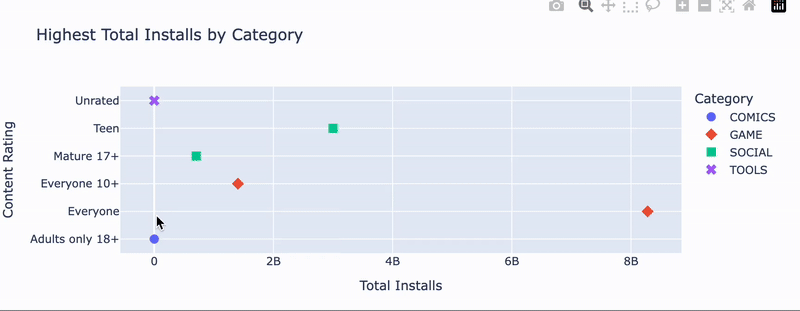 Highest Total Installs by Category
Content Rating
Unrated
Teen
Mature 17+
Everyone 10+
Everyone
Adults only 18+
0 2B 4B 6B 8B
Total Installs
Category
COMICS
GAME
SOCIAL
TOOLS